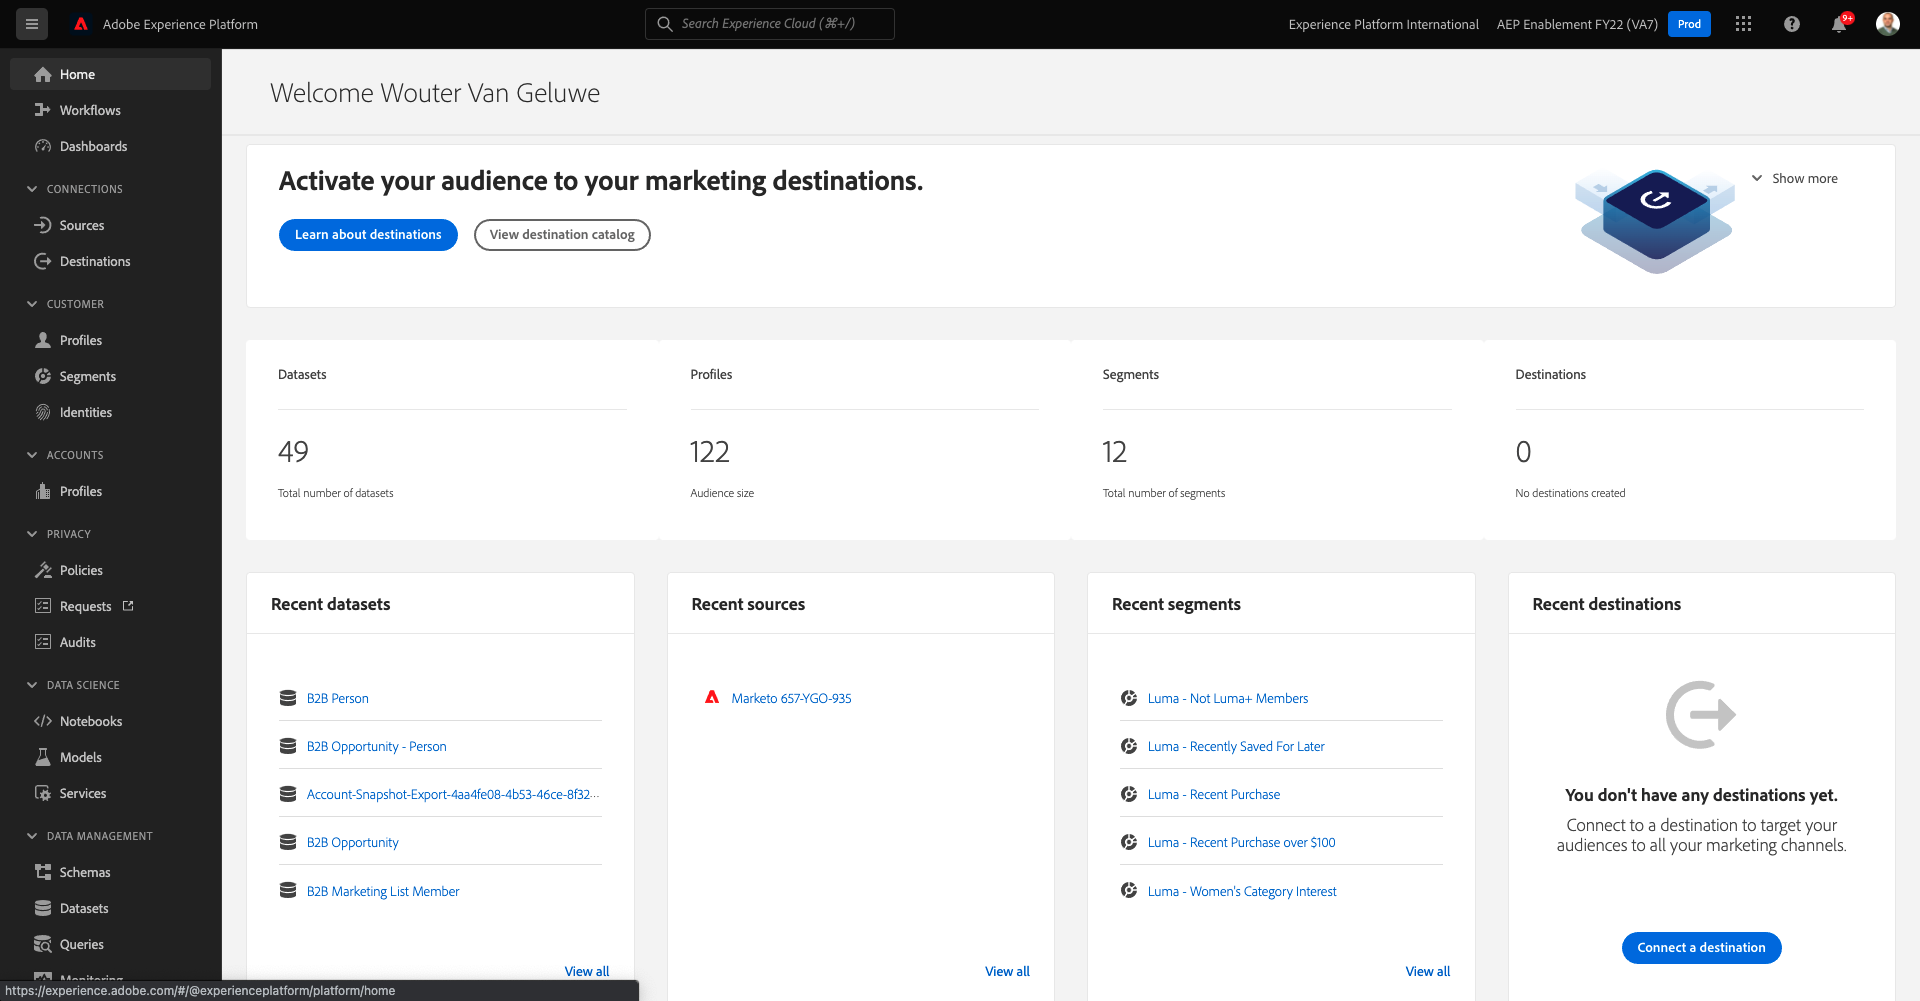 Adobe Experience Platform
Search Experience Cloud (⌘+/)
Experience Platform International
AEP Enablement FY22 (VA7)
Prod
9+
Home
Workflows
Dashboards
CONNECTIONS
Sources
Destinations
CUSTOMER
Profiles
Segments
Identities
ACCOUNTS
Profiles
PRIVACY
Policies
Requests
Audits
DATA SCIENCE
Notebooks
Models
Services
DATA MANAGEMENT
Schemas
Datasets
Queries
Monitoring
https://experience.adobe.com/#/@experienceplatform/platform/home
Welcome Wouter Van Geluwe
Activate your audience to your marketing destinations.
Learn about destinations
View destination catalog
Show more
Datasets
49
Total number of datasets
Profiles
122
Audience size
Segments
12
Total number of segments
Destinations
0
No destinations created
Recent datasets
B2B Person
B2B Opportunity - Person
Account-Snapshot-Export-4aa4fe08-4b53-46ce-8f32...
B2B Opportunity
B2B Marketing List Member
View all
Recent sources
Marketo 657-YGO-935
View all
Recent segments
Luma - Not Luma+ Members
Luma - Recently Saved For Later
Luma - Recent Purchase
Luma - Recent Purchase over $100
Luma - Women's Category Interest
View all
Recent destinations
You don't have any destinations yet.
Connect to a destination to target your
audiences to all your marketing channels.
Connect a destination